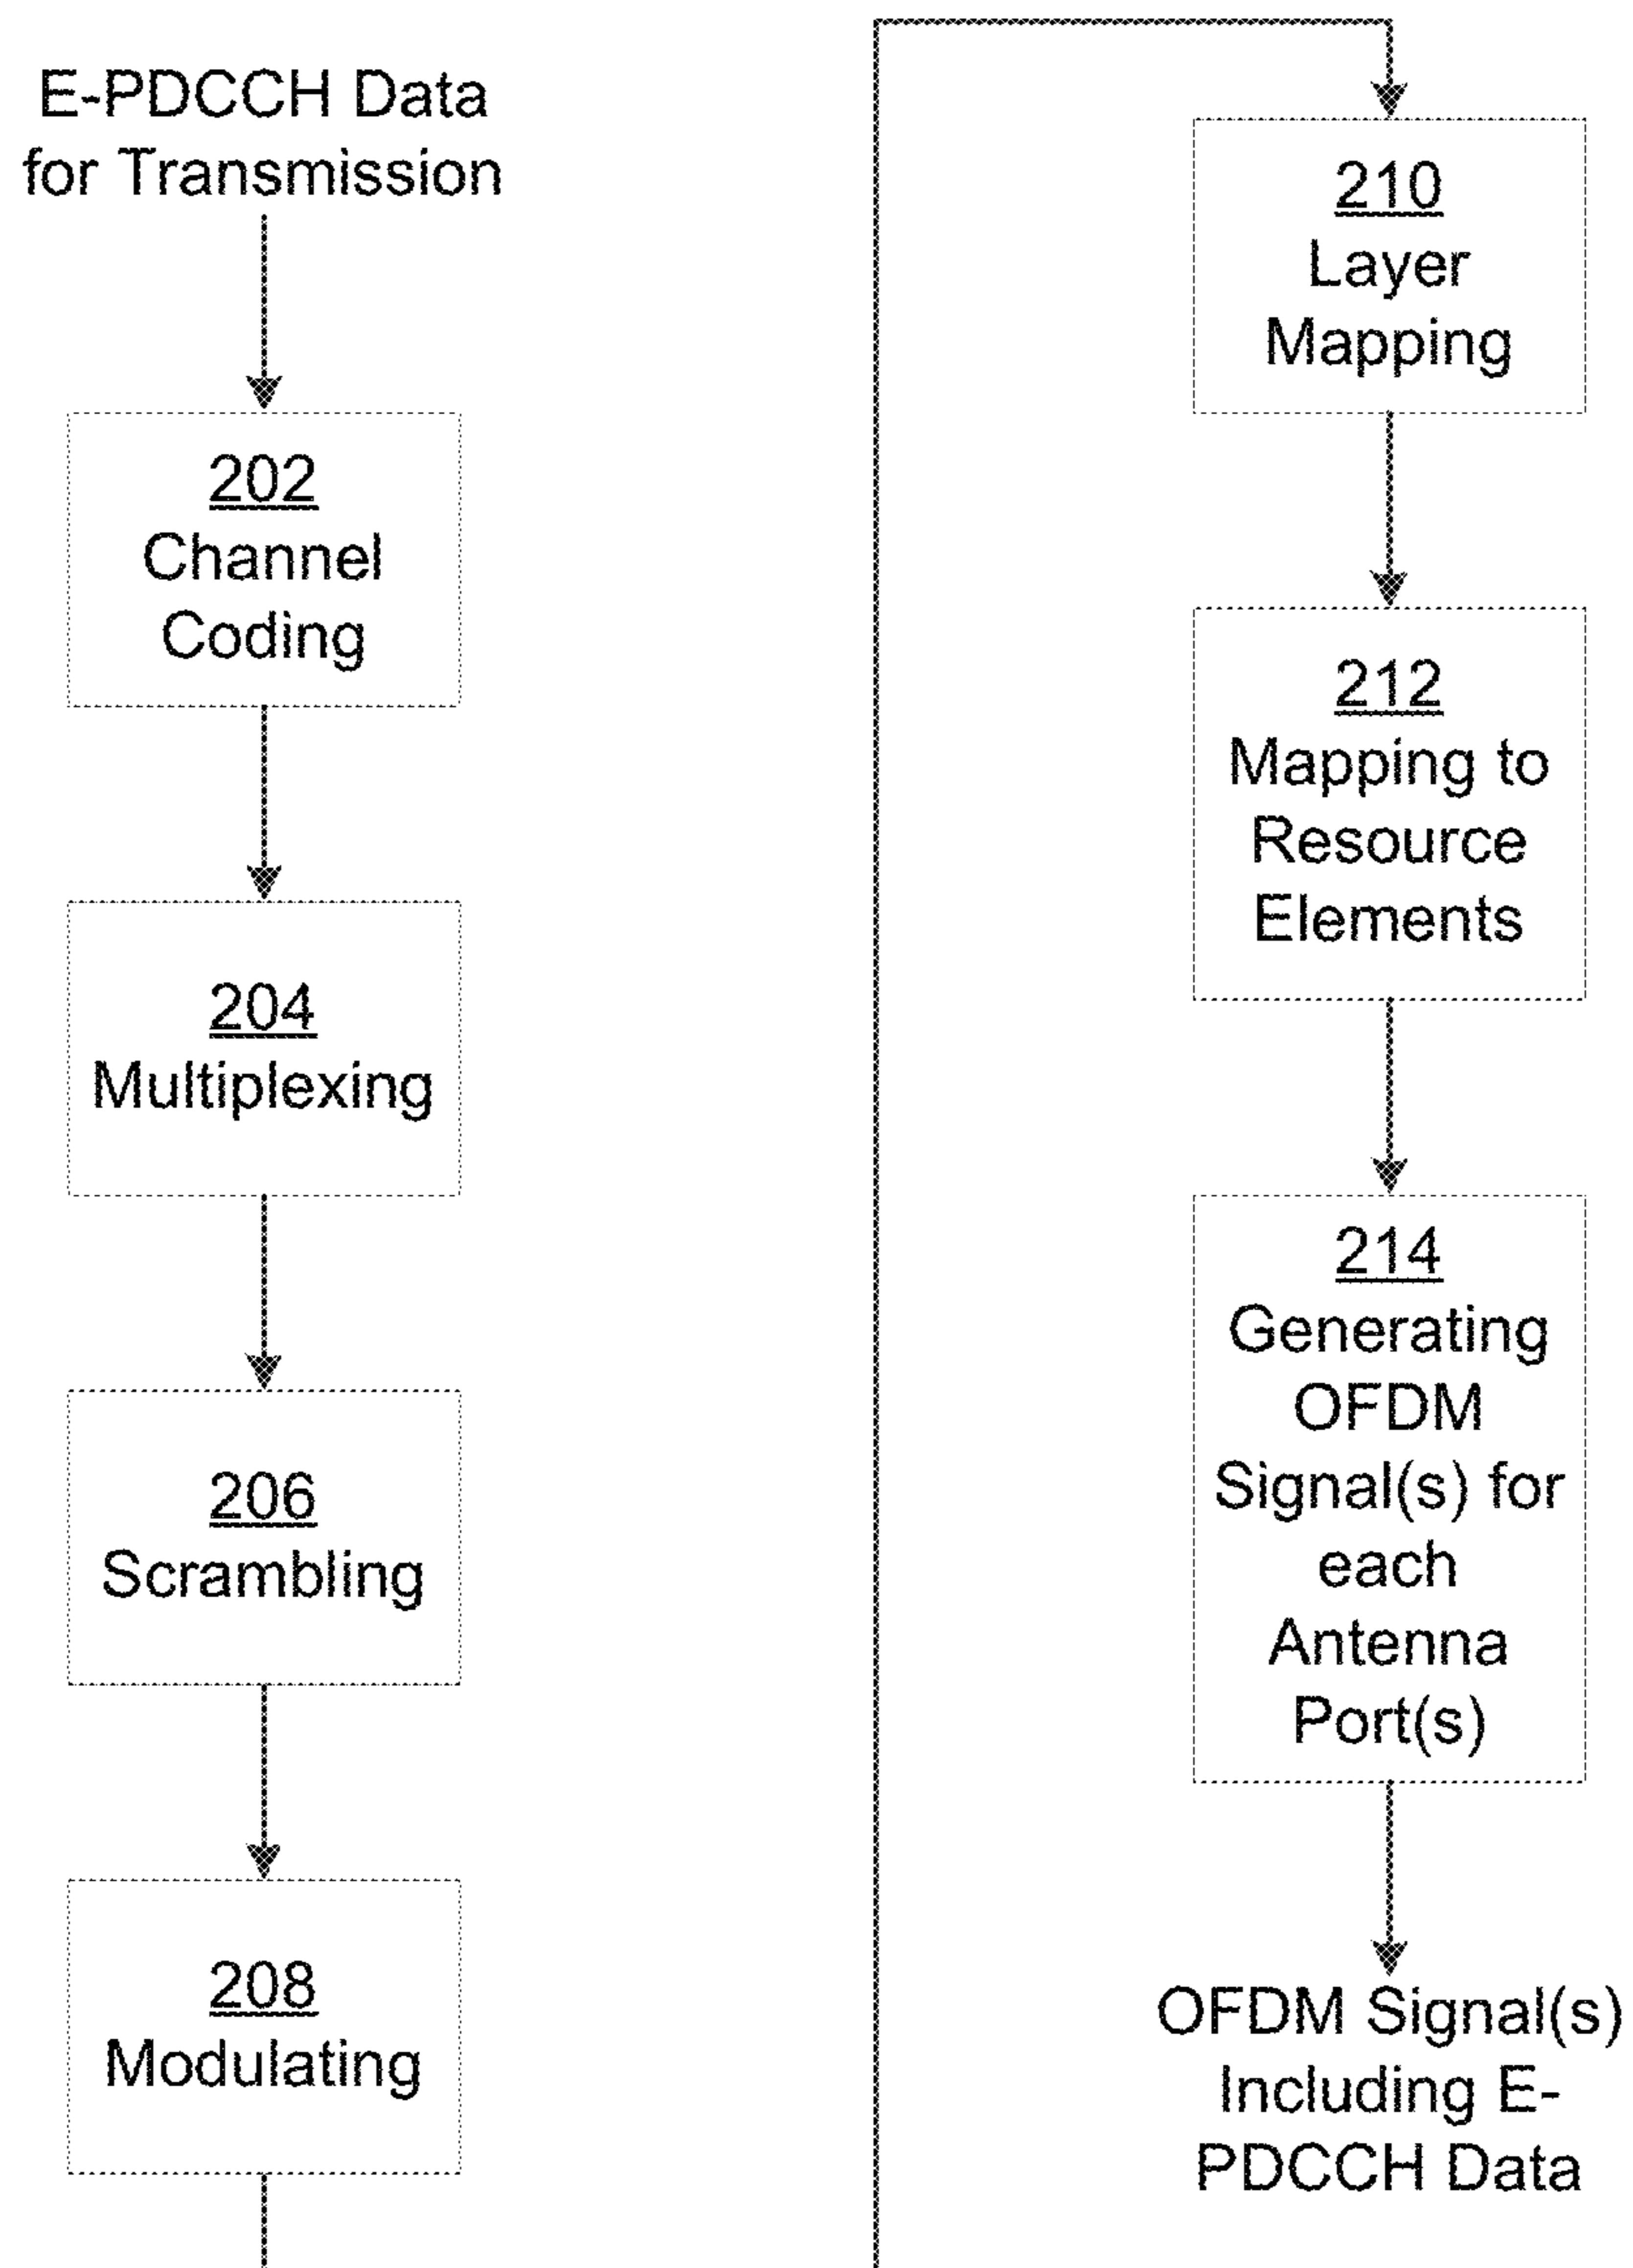 E-PDCCH Data
for Transmission
202
Channel
Coding
204
Multiplexing
206
Scrambling
208
Modulating
210
Layer
Mapping
212
Mapping to
Resource
Elements
214
Generating
OFDM
Signal(s) for
each
Antenna
Port(s)
OFDM Signal(s)
Including E-
PDCCH Data